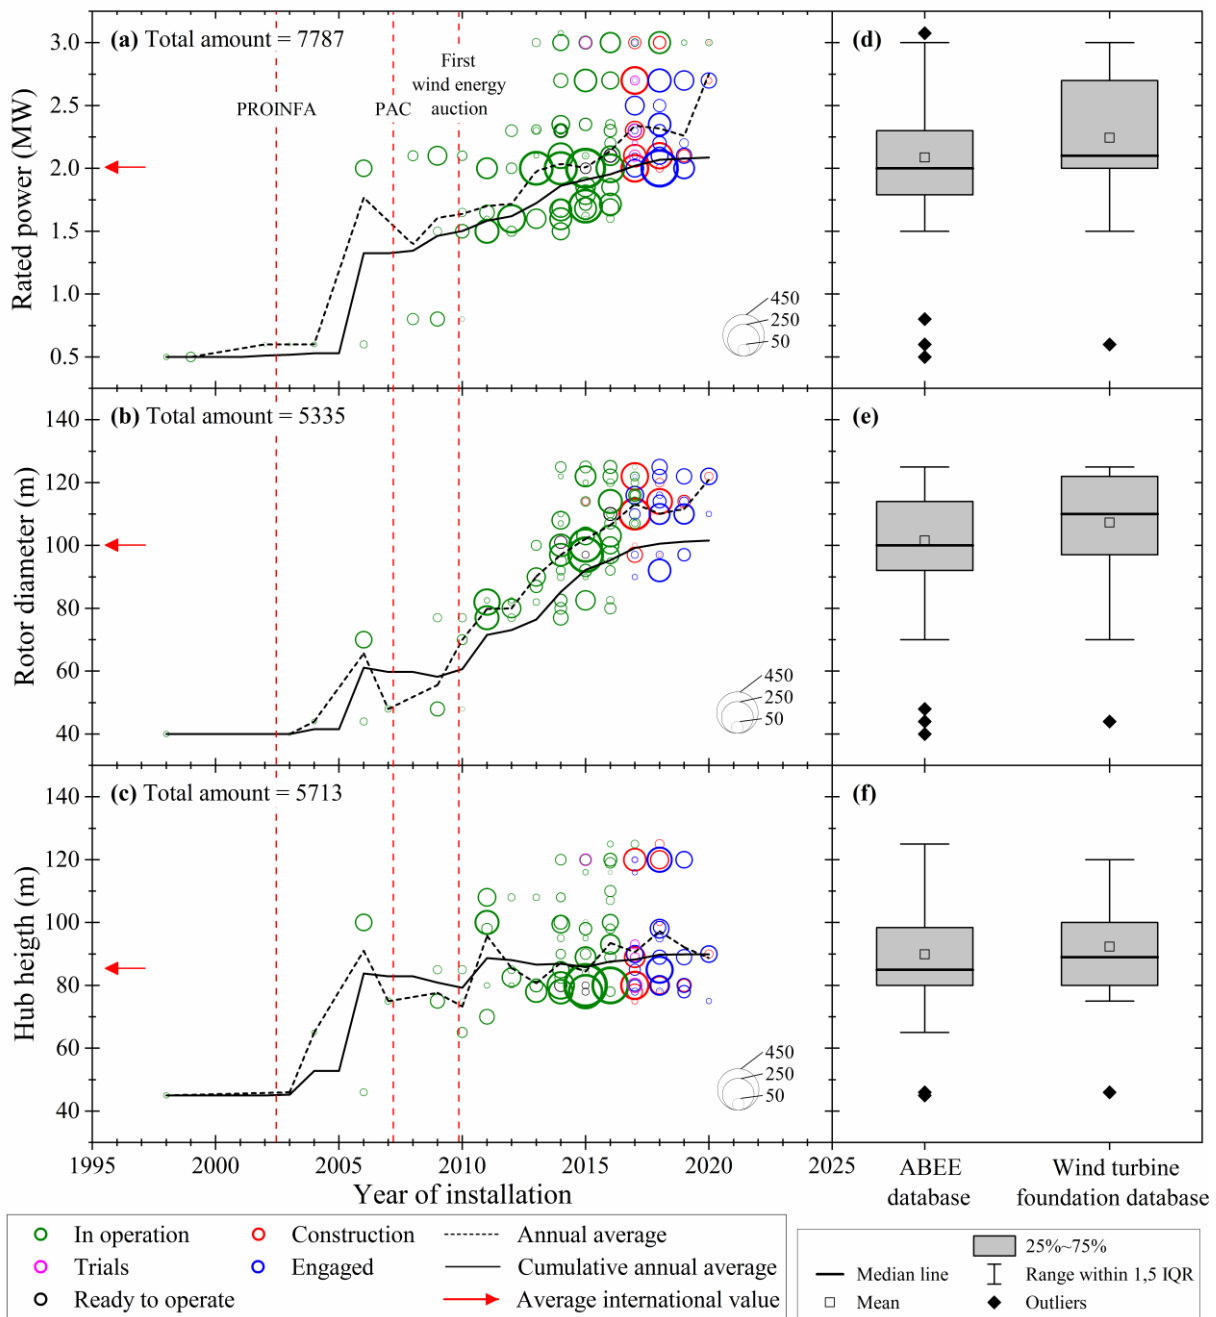 (a) Total amount = 7787
PROINFA
PAC
First
wind energy
auction
Rated power (MW)
3.0
2.5
2.0
1.5
1.0
0.5
450
250
50
(d)
(b) Total amount = 5335
Rotor diameter (m)
140
120
100
80
60
40
450
250
50
(e)
(c) Total amount = 5713
Hub heigth (m)
140
120
100
80
60
40
450
250
50
(f)
1995
2000
2005
2010
2015
2020
2025
Year of installation
ABEE
database
Wind turbine
foundation database
In operation
Construction
Annual average
Trials
Engaged
Cumulative annual average
Ready to operate
Average international value
25%~75%
Median line
Range within 1,5 IQR
Mean
Outliers